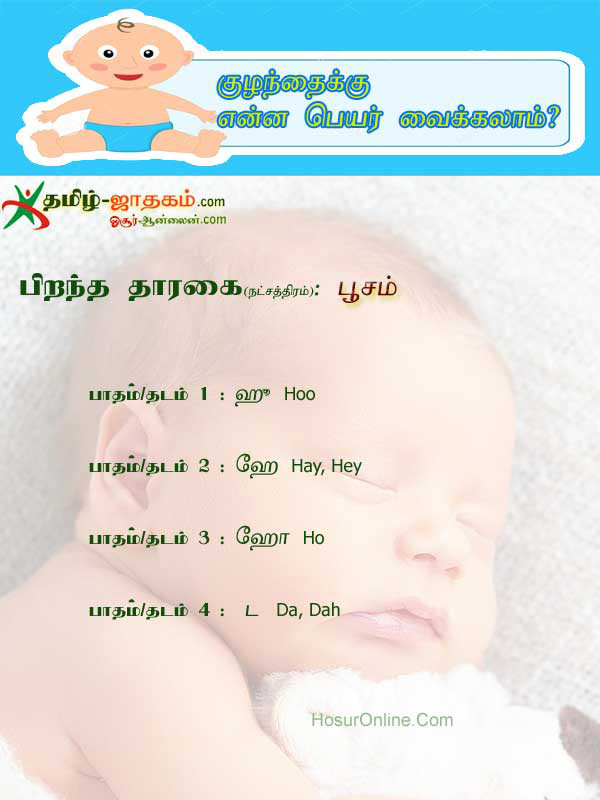 குழந்தைக்கு
என்ன பெயர் வைக்கலாம்?
தமிழ்-ஜாதகம்.com
ஓசூர்ஆன்லைன்.com
பிறந்த தாரகை(நட்சத்திரம்): பூசம்
பாதம்/தடம் 1 : ஹு Hoo
பாதம்/தடம் 2 : ஹே Hay, Hey
பாதம்/தடம் 3 : ஹோ Ho
பாதம்/தடம் 4 : ட Da, Dah
HosurOnline.Com